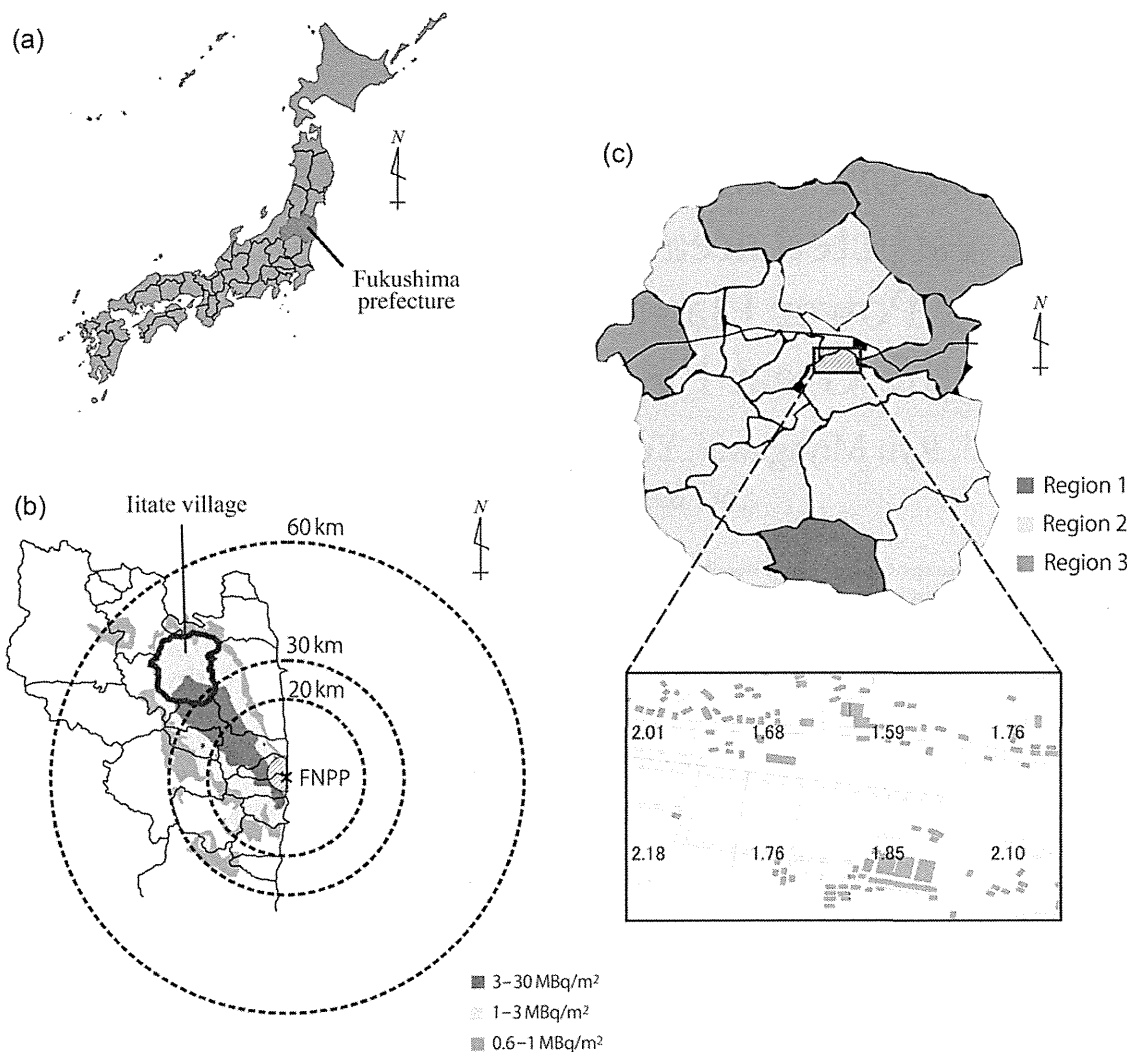 (a)
N
Fukushima
prefecture
(b)
Iitate village
N
60 km
30 km
20 km
FNPP
3–30 MBq/m²
1–3 MBq/m²
0.6–1 MBq/m²
(c)
N
Region 1
Region 2
Region 3
2.01 1.68 1.59 1.76
2.18 1.76 1.85 2.10